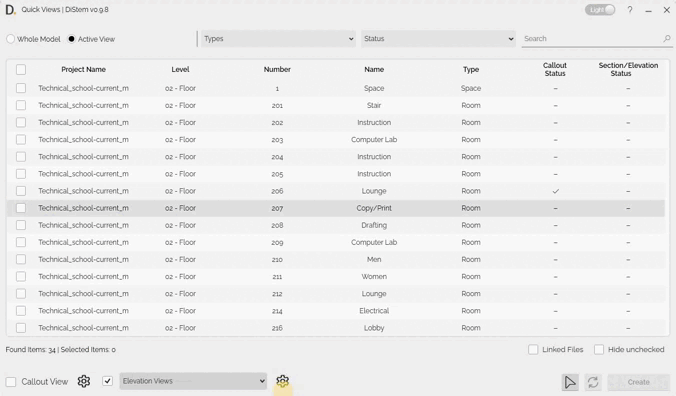 D. Quick Views | DiStem v0.9.8 Light ?
Whole Model Active View Types Status Search
Project Name Level Number Name Type Callout Status Section/Elevation Status
Technical_school-current_m 02 - Floor 1 Space Space – –
Technical_school-current_m 02 - Floor 201 Stair Room – –
Technical_school-current_m 02 - Floor 202 Instruction Room – –
Technical_school-current_m 02 - Floor 203 Computer Lab Room – –
Technical_school-current_m 02 - Floor 204 Instruction Room – –
Technical_school-current_m 02 - Floor 205 Instruction Room – –
Technical_school-current_m 02 - Floor 206 Lounge Room ✓ –
Technical_school-current_m 02 - Floor 207 Copy/Print Room – –
Technical_school-current_m 02 - Floor 208 Drafting Room – –
Technical_school-current_m 02 - Floor 209 Computer Lab Room – –
Technical_school-current_m 02 - Floor 210 Men Room – –
Technical_school-current_m 02 - Floor 211 Women Room – –
Technical_school-current_m 02 - Floor 212 Lounge Room – –
Technical_school-current_m 02 - Floor 214 Electrical Room – –
Technical_school-current_m 02 - Floor 216 Lobby Room – –
Found Items: 34 | Selected Items: 0 Linked Files Hide unchecked
Callout View Elevation Views Create